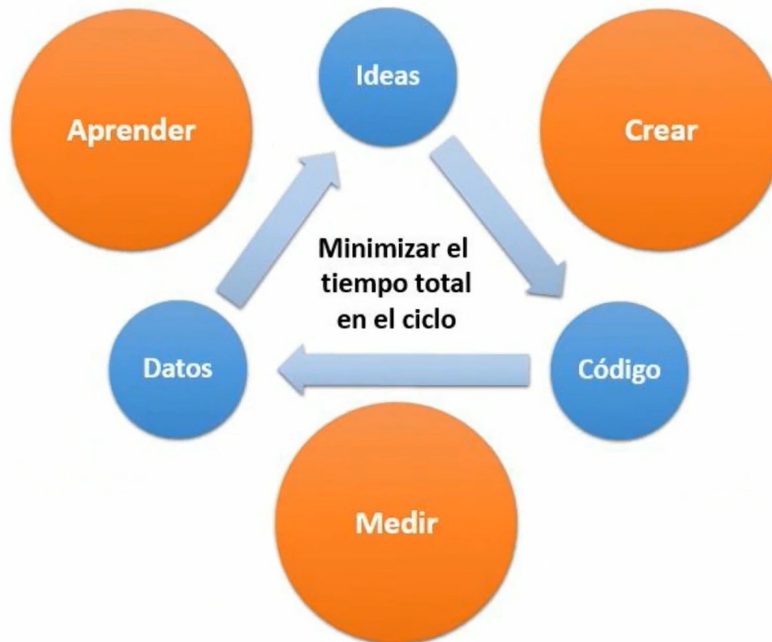 Ideas
Aprender
Crear
Minimizar el
tiempo total
en el ciclo
Datos
Código
Medir